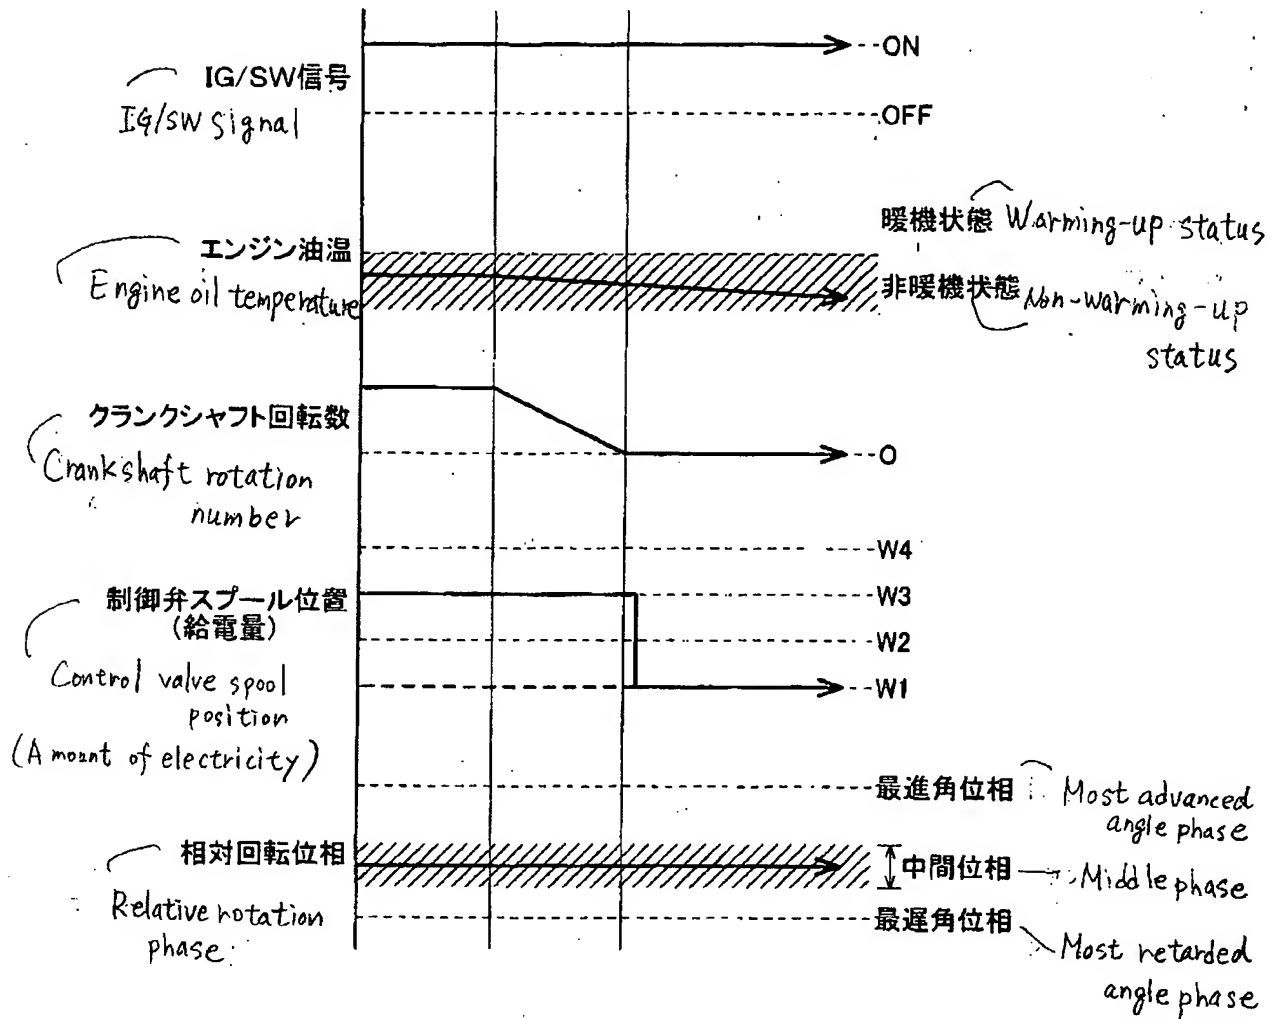 ON
IG/SW信号
IG/SW Signal
OFF
暖機状態 Warming-up status
エンジン油温
Engine oil temperature
非暖機状態 Non-warming-up
status
クランクシャフト回転数
Crankshaft rotation
number
0
W4
制御弁スプール位置
(給電量)
W3
W2
Control valve spool
position
(Amount of electricity)
W1
最進角位相 Most advanced
angle phase
相対回転位相
中間位相 Middle phase
Relative rotation
phase
最遅角位相
Most retarded
angle phase